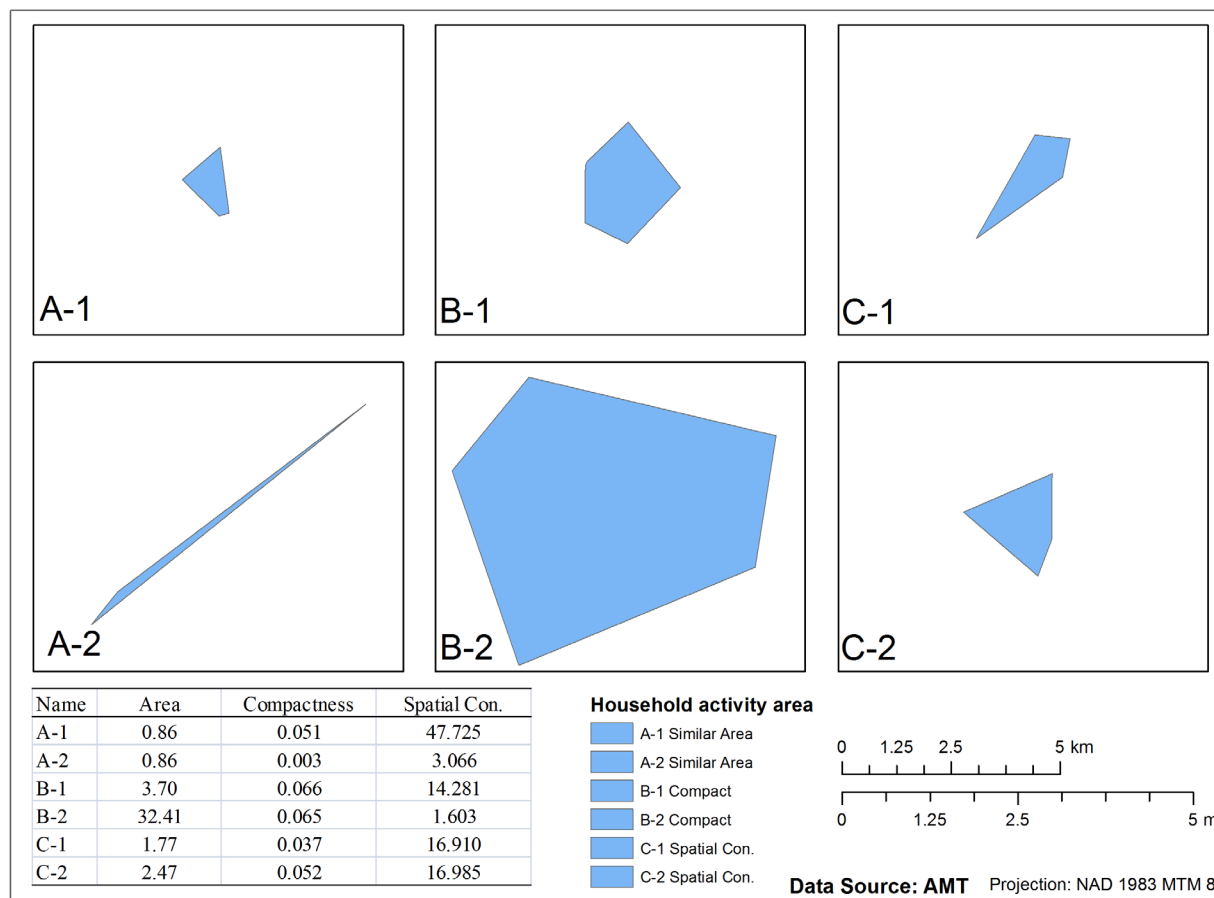 A-1
B-1
C-1
A-2
B-2
C-2
Name Area Compactness Spatial Con.
A-1 0.86 0.051 47.725
A-2 0.86 0.003 3.066
B-1 3.70 0.066 14.281
B-2 32.41 0.065 1.603
C-1 1.77 0.037 16.910
C-2 2.47 0.052 16.985
Household activity area
A-1 Similar Area
A-2 Similar Area
B-1 Compact
B-2 Compact
C-1 Spatial Con.
C-2 Spatial Con.
0 1.25 2.5 5 km
0 1.25 2.5 5 m
Data Source: AMT Projection: NAD 1983 MTM 8